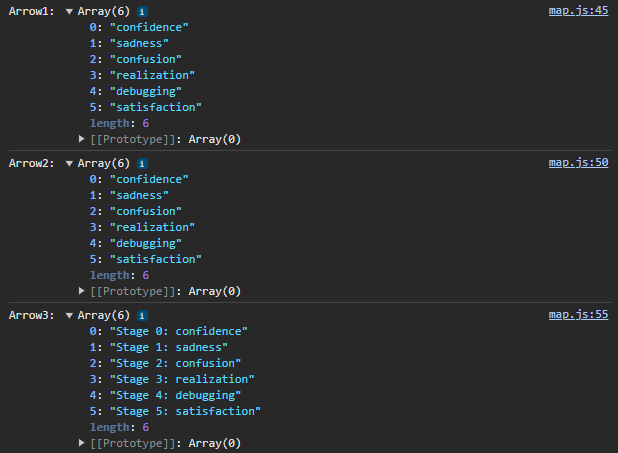 Arrow1: ▼ Array(6) i map.js:45
0: "confidence"
1: "sadness"
2: "confusion"
3: "realization"
4: "debugging"
5: "satisfaction"
length: 6
▶ [[Prototype]]: Array(0)
Arrow2: ▼ Array(6) i map.js:50
0: "confidence"
1: "sadness"
2: "confusion"
3: "realization"
4: "debugging"
5: "satisfaction"
length: 6
▶ [[Prototype]]: Array(0)
Arrow3: ▼ Array(6) i map.js:55
0: "Stage 0: confidence"
1: "Stage 1: sadness"
2: "Stage 2: confusion"
3: "Stage 3: realization"
4: "Stage 4: debugging"
5: "Stage 5: satisfaction"
length: 6
▶ [[Prototype]]: Array(0)